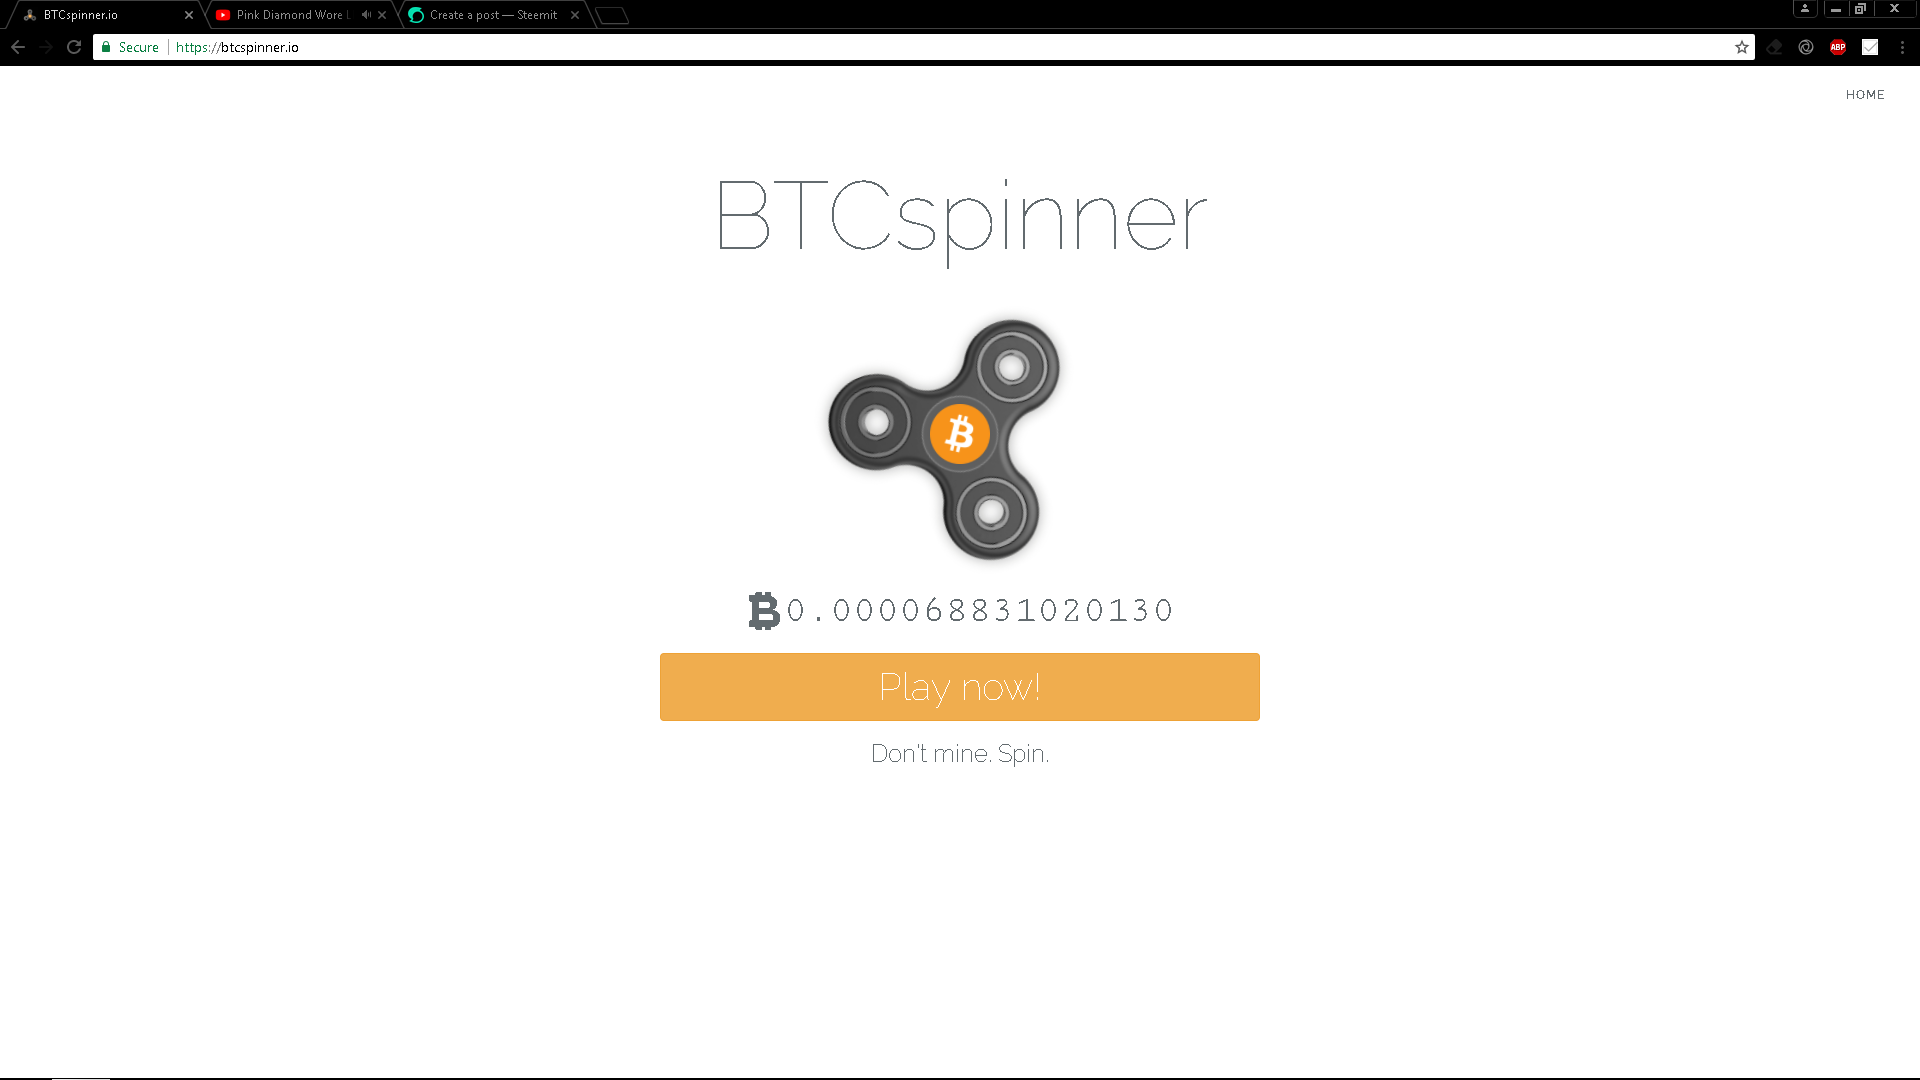 BTCspinner.io
Pink Diamond Wore L
Create a post — Steemit
Secure
https://btcspinner.io
ABP
HOME
BTCspinner
0.000068831020130
Play now!
Don't mine. Spin.